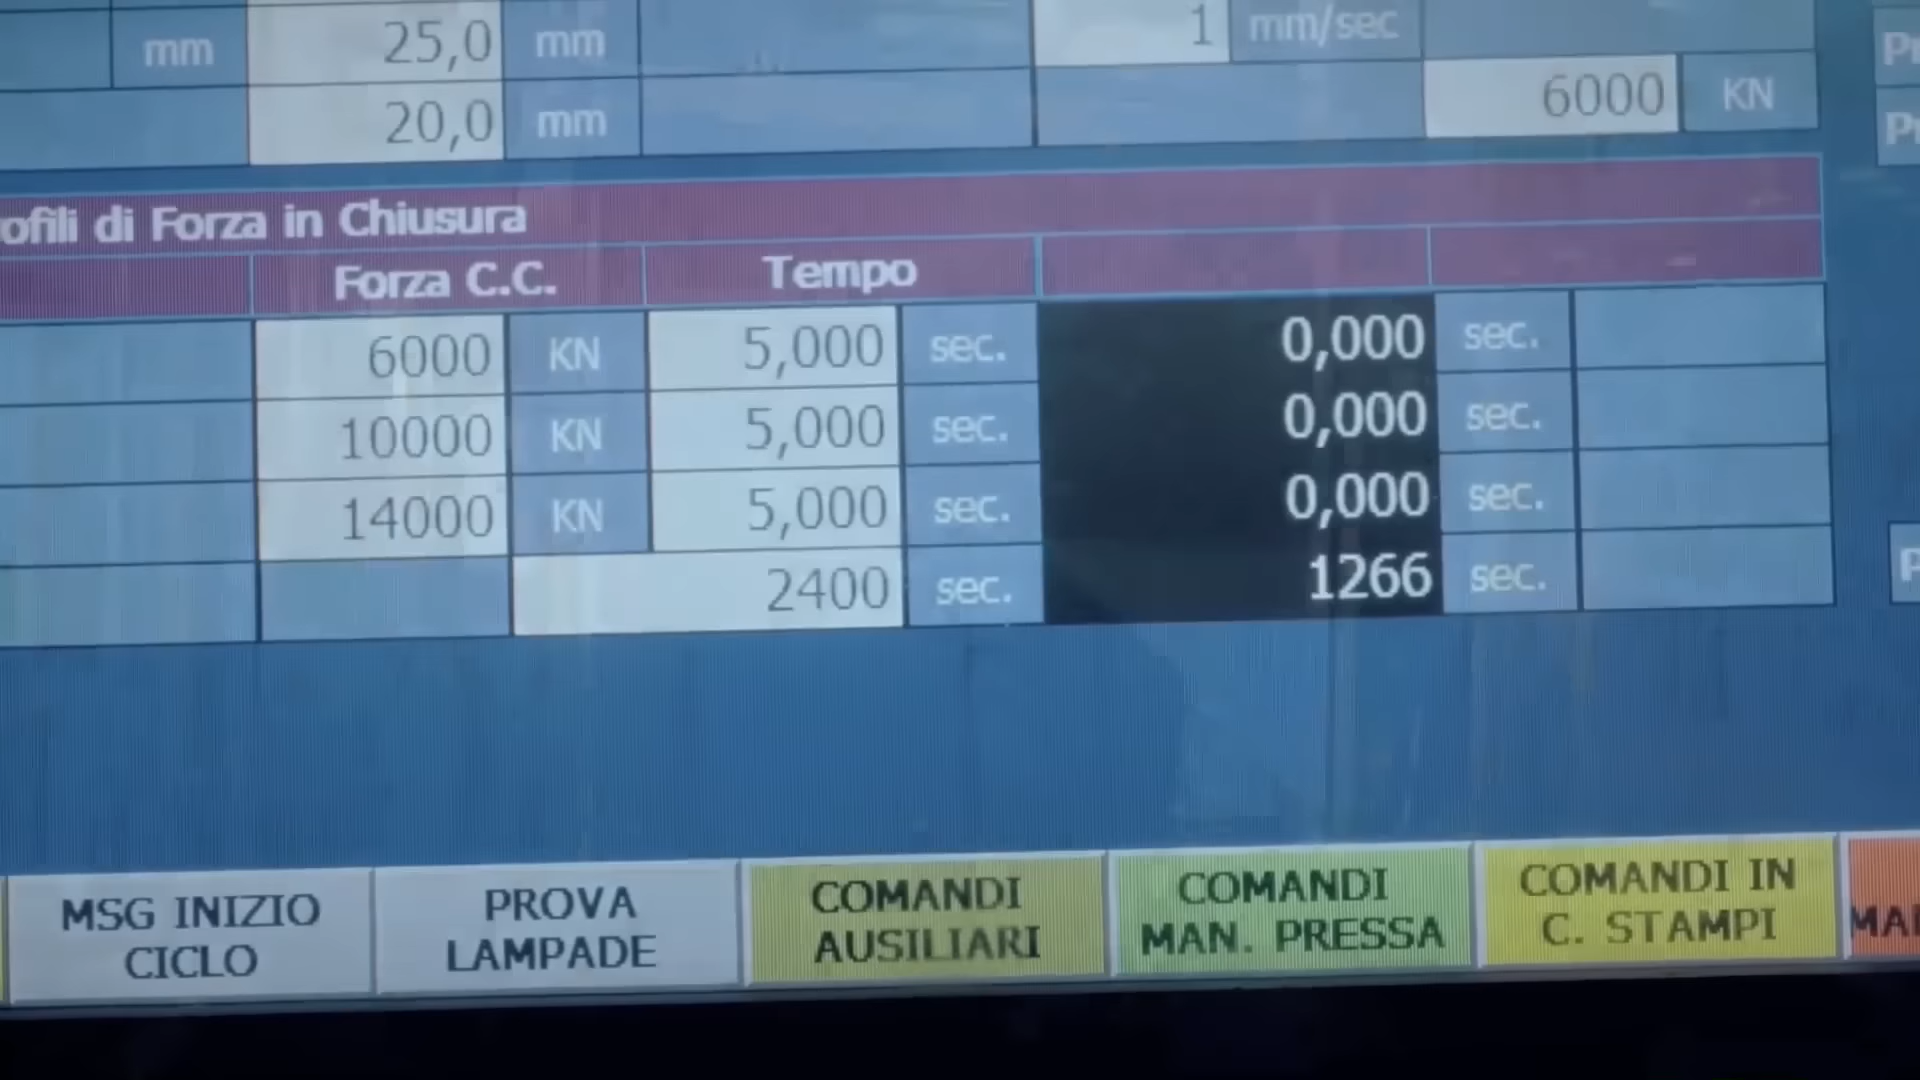 mm 25,0 mm 1 mm/sec
20,0 mm 6000 KN
ofili di Forza in Chiusura
Forza C.C. Tempo
6000 KN 5,000 sec. 0,000 sec.
10000 KN 5,000 sec. 0,000 sec.
14000 KN 5,000 sec. 0,000 sec.
2400 sec. 1266 sec.
MSG INIZIO CICLO
PROVA LAMPADE
COMANDI AUSILIARI
COMANDI MAN. PRESSA
COMANDI IN C. STAMPI